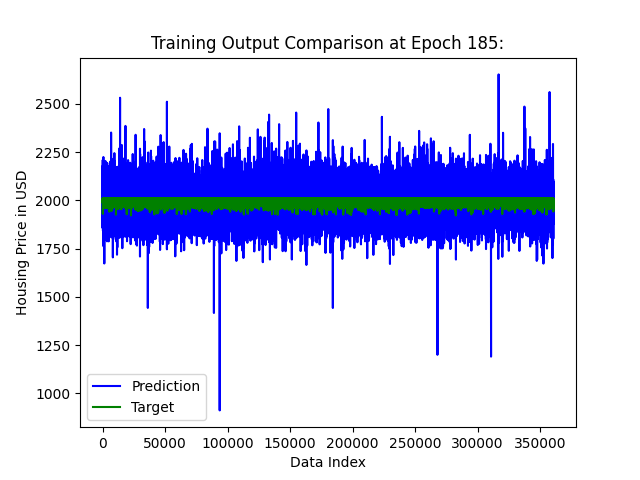 Training Output Comparison at Epoch 185:
Housing Price in USD
2500
2250
2000
1750
1500
1250
1000
Prediction
Target
0 50000 100000 150000 200000 250000 300000 350000
Data Index